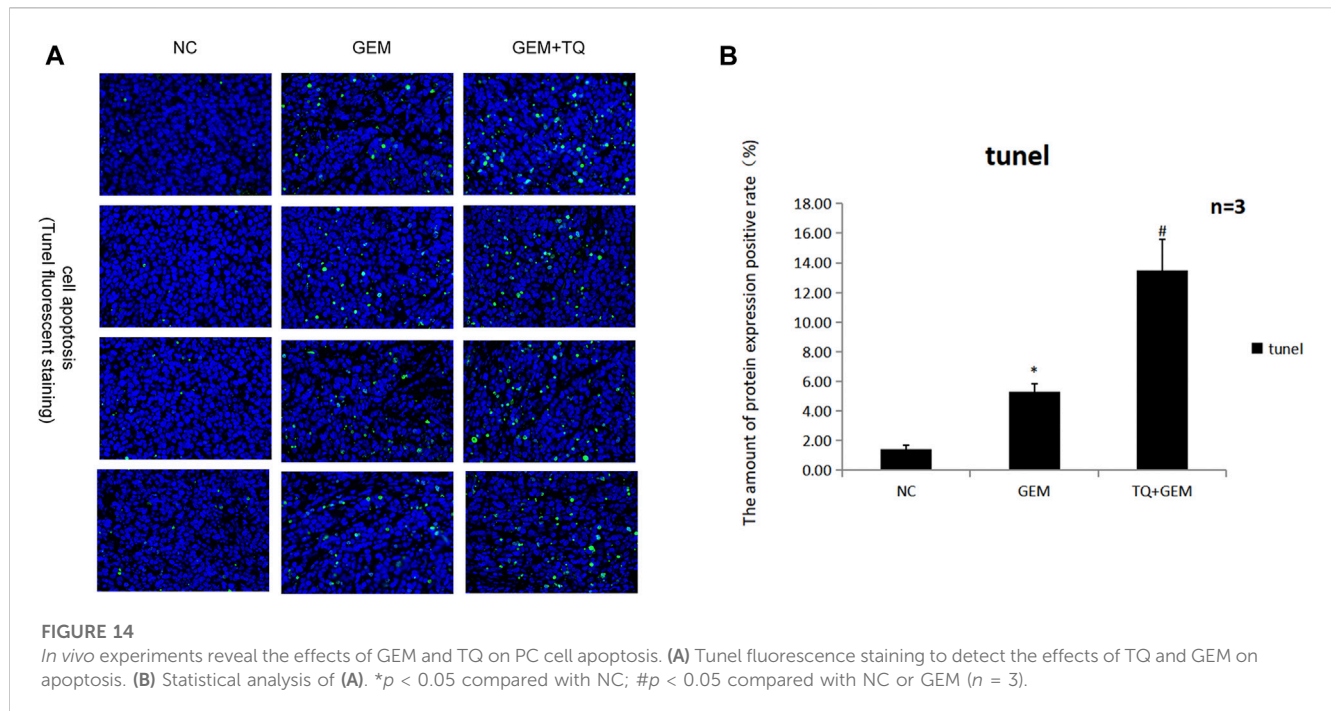 A
NC
GEM
GEM+TQ
cell apoptosis
(Tunel fluorescent staining)
B
tunel
n=3
The amount of protein expression positive rate (%)
18.00
16.00
14.00
12.00
10.00
8.00
6.00
4.00
2.00
0.00
*
#
NC
GEM
TQ+GEM
tunel
FIGURE 14
In vivo experiments reveal the effects of GEM and TQ on PC cell apoptosis. (A) Tunel fluorescence staining to detect the effects of TQ and GEM on
apoptosis. (B) Statistical analysis of (A). *p < 0.05 compared with NC; #p < 0.05 compared with NC or GEM (n = 3).